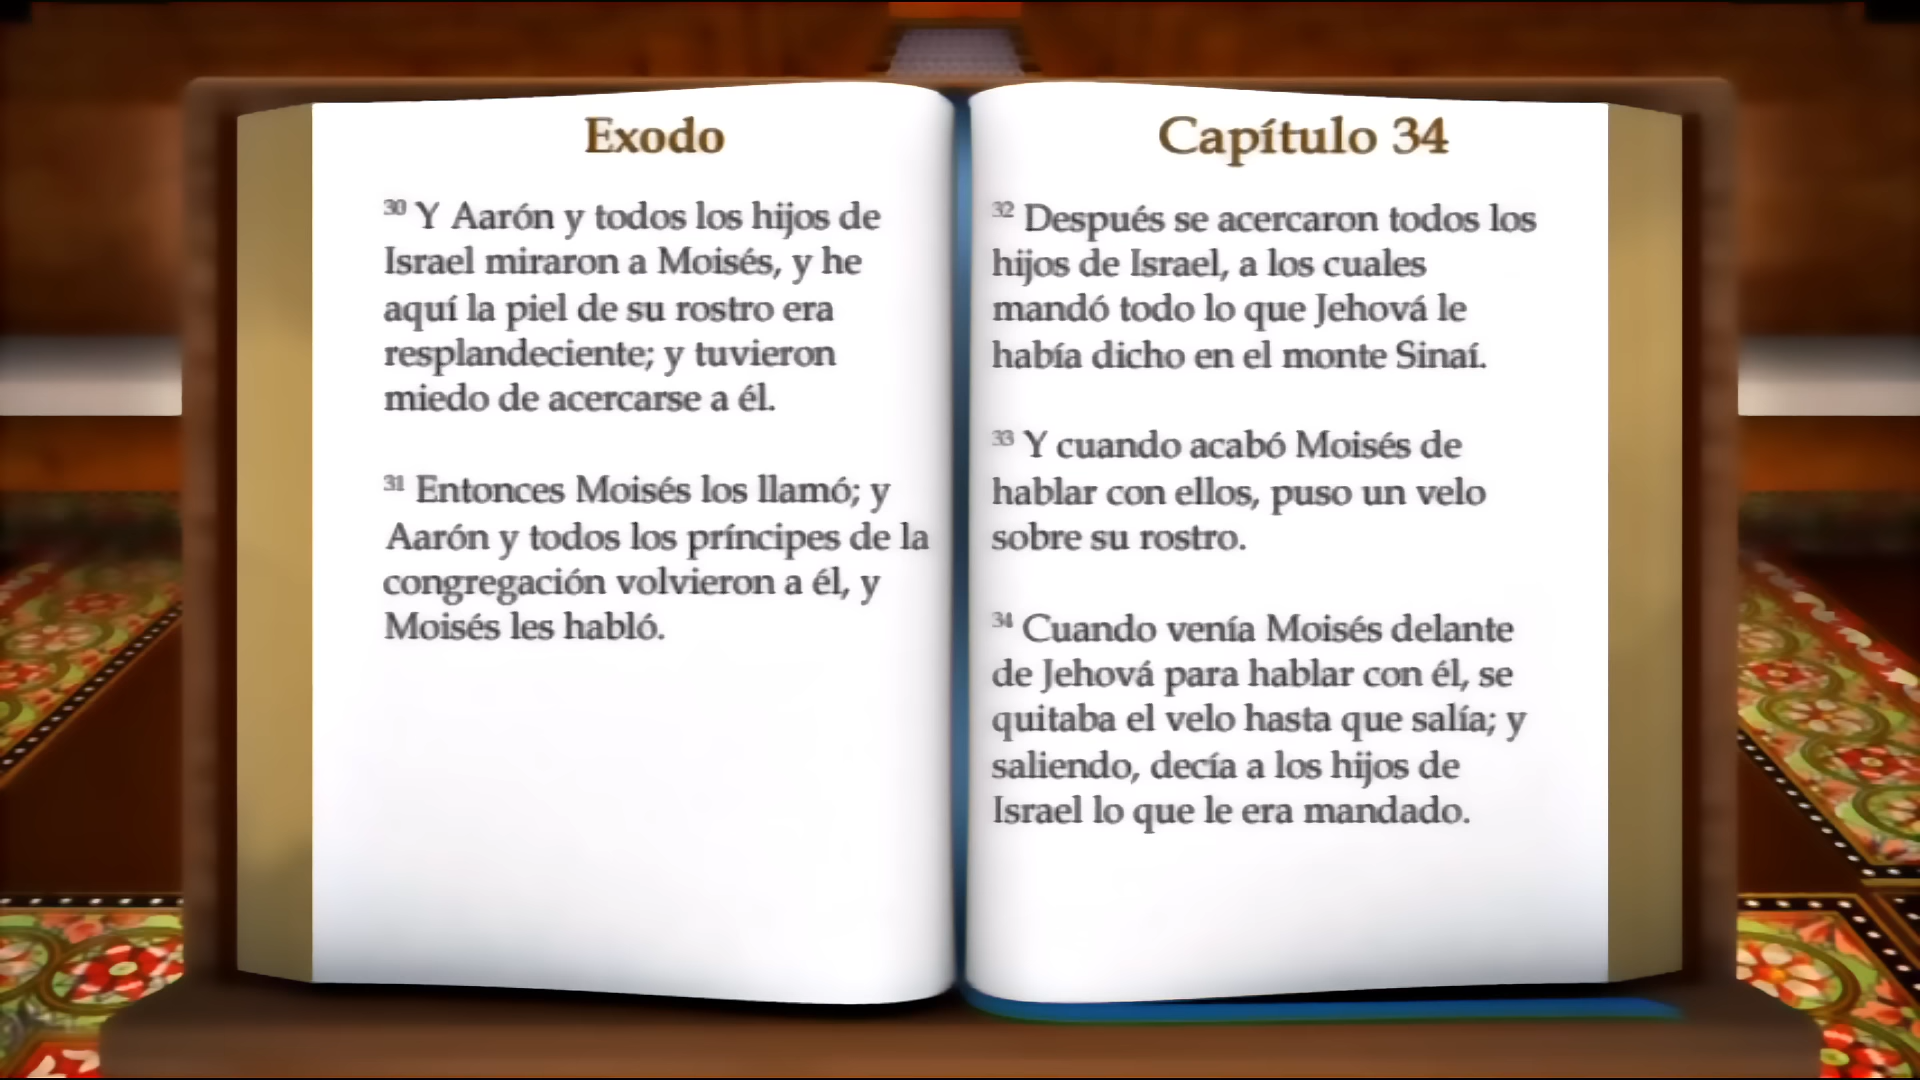 Exodo
30 Y Aarón y todos los hijos de
Israel miraron a Moisés, y he
aquí la piel de su rostro era
resplandeciente; y tuvieron
miedo de acercarse a él.
31 Entonces Moisés los llamó; y
Aarón y todos los príncipes de la
congregación volvieron a él, y
Moisés les habló.
Capítulo 34
32 Después se acercaron todos los
hijos de Israel, a los cuales
mandó todo lo que Jehová le
había dicho en el monte Sinaí.
33 Y cuando acabó Moisés de
hablar con ellos, puso un velo
sobre su rostro.
34 Cuando venía Moisés delante
de Jehová para hablar con él, se
quitaba el velo hasta que salía; y
saliendo, decía a los hijos de
Israel lo que le era mandado.